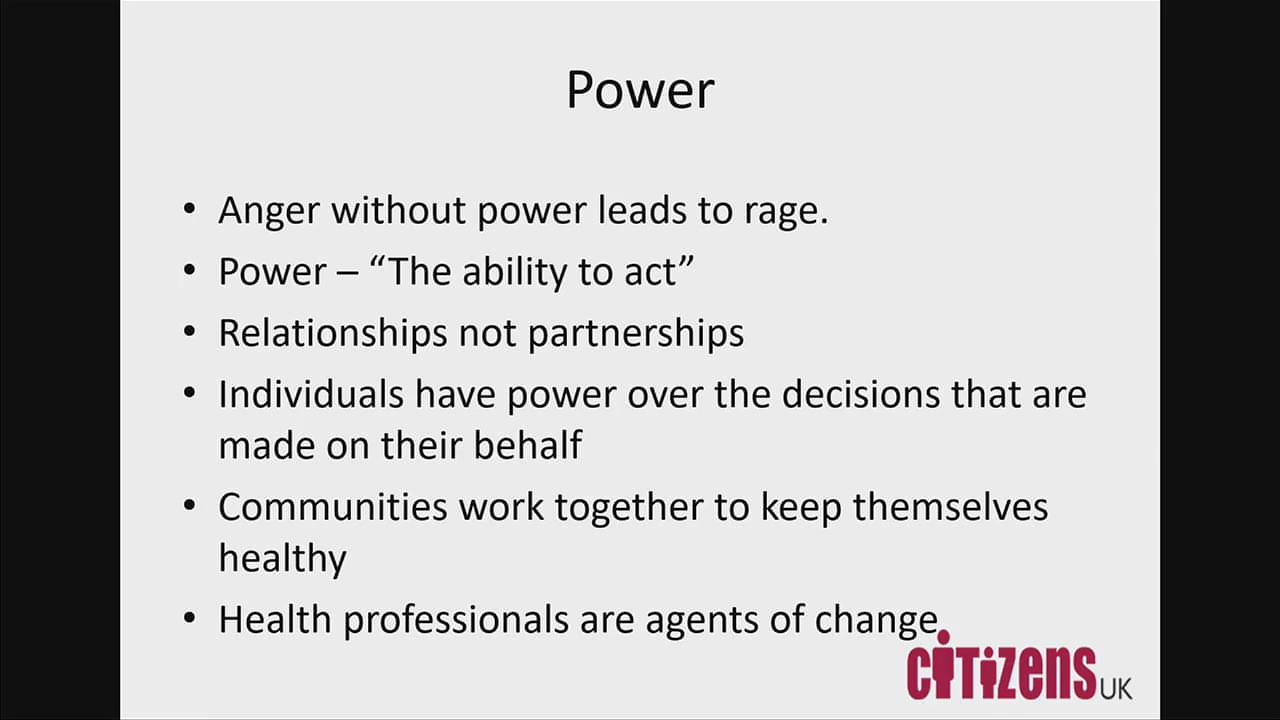 Power
• Anger without power leads to rage.
• Power – “The ability to act”
• Relationships not partnerships
• Individuals have power over the decisions that are
made on their behalf
• Communities work together to keep themselves
healthy
• Health professionals are agents of change
CiTiZENS UK